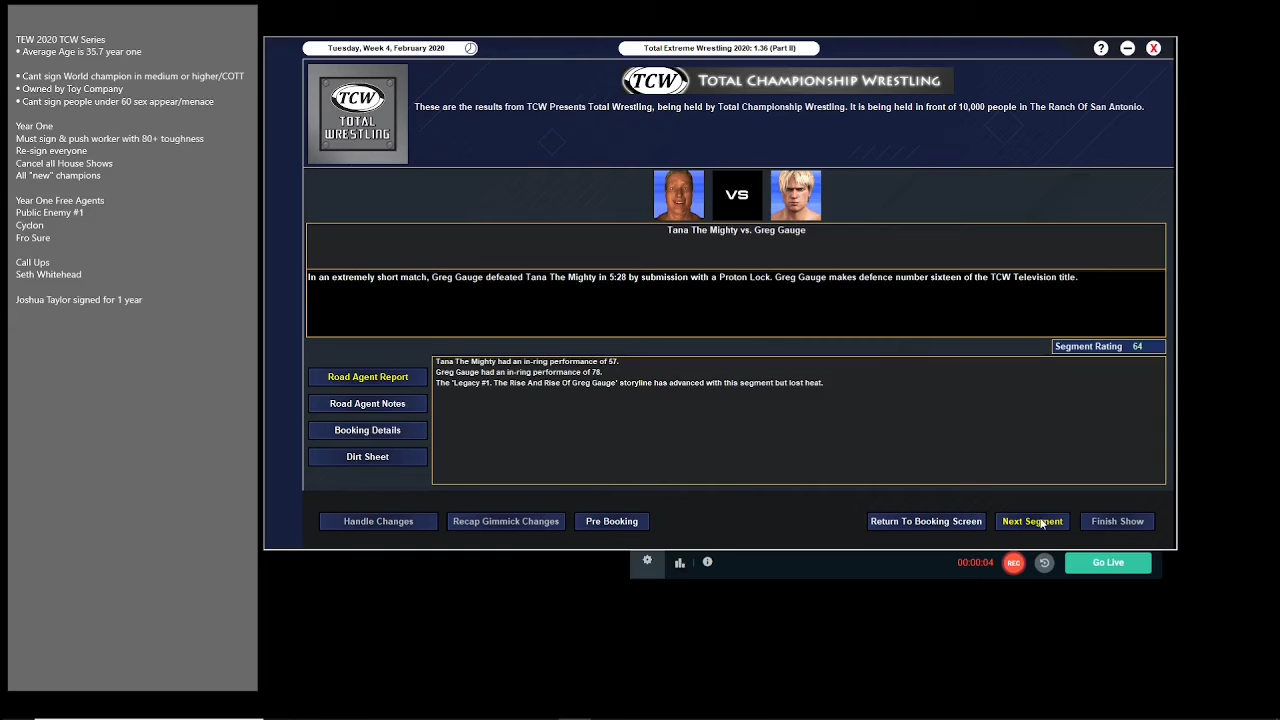 TEW 2020 TCW Series
• Average Age is 35.7 year one
• Cant sign World champion in medium or higher/COTT
• Owned by Toy Company
• Cant sign people under 60 sex appear/menace
Year One
Must sign & push worker with 80+ toughness
Re-sign everyone
Cancel all House Shows
All "new" champions
Year One Free Agents
Public Enemy #1
Cyclon
Fro Sure
Call Ups
Seth Whitehead
Joshua Taylor signed for 1 year
Tuesday, Week 4, February 2020
Total Extreme Wrestling 2020: 1.36 (Part II)
? X
TCW TOTAL CHAMPIONSHIP WRESTLING
TCW
TOTAL
WRESTLING
These are the results from TCW Presents Total Wrestling, being held by Total Championship Wrestling. It is being held in front of 10,000 people in The Ranch Of San Antonio.
VS
Tana The Mighty vs. Greg Gauge
In an extremely short match, Greg Gauge defeated Tana The Mighty in 5:28 by submission with a Proton Lock. Greg Gauge makes defence number sixteen of the TCW Television title.
Segment Rating 64
Tana The Mighty had an in-ring performance of 57.
Greg Gauge had an in-ring performance of 78.
The 'Legacy #1. The Rise And Rise Of Greg Gauge' storyline has advanced with this segment but lost heat.
Road Agent Report
Road Agent Notes
Booking Details
Dirt Sheet
Handle Changes Recap Gimmick Changes Pre Booking Return To Booking Screen Next Segment Finish Show
00:00:04 REC Go Live